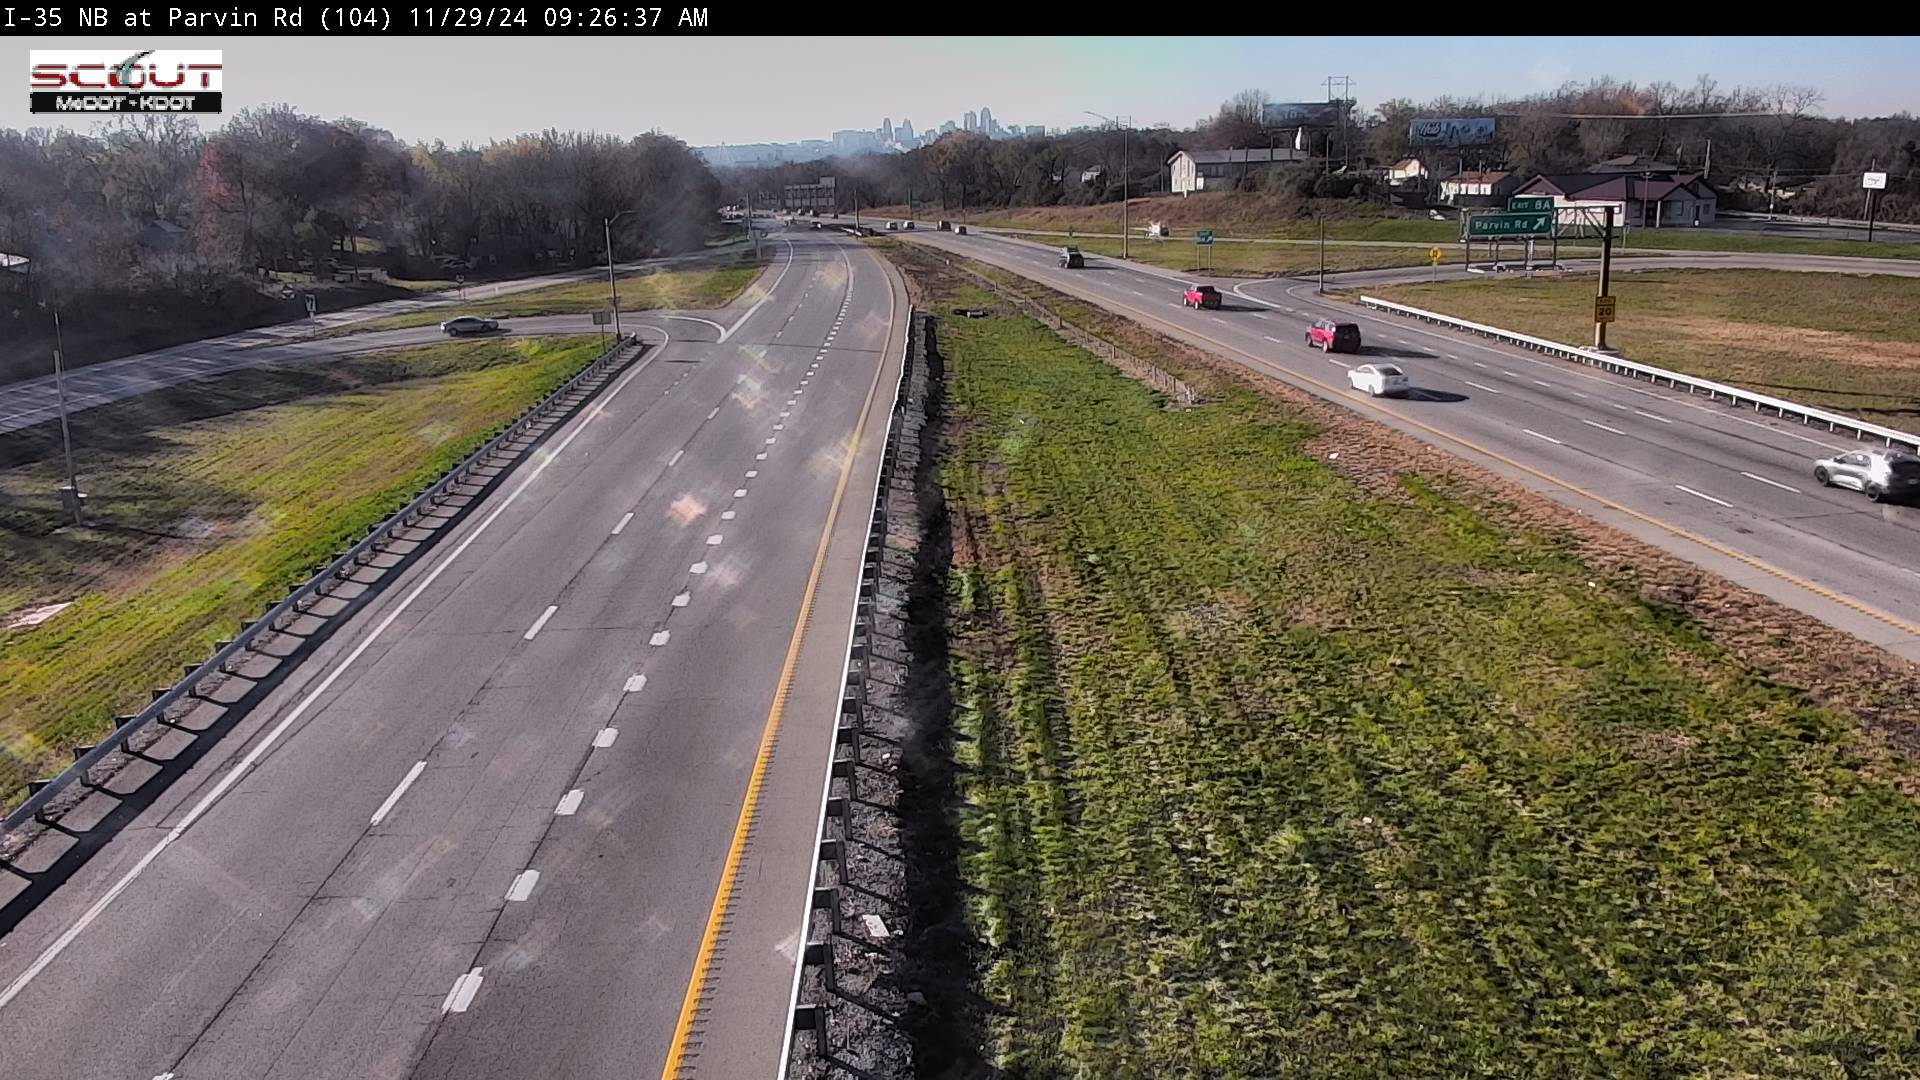 I-35 NB at Parvin Rd (104) 11/29/24 09:26:37 AM
SCOUT
MoDOT - KDOT
EXIT 8A
Parvin Rd
20